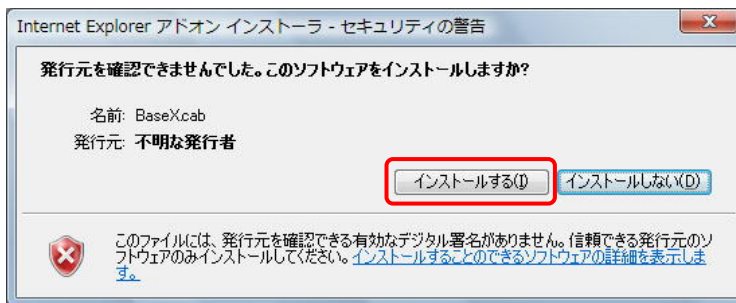 Internet Explorer アドオン インストーラ - セキュリティの警告
発行元を確認できませんでした。このソフトウェアをインストールしますか?
名前: BaseX.cab
発行元: 不明な発行者
インストールする(I) インストールしない(D)
このファイルには、発行元を確認できる有効なデジタル署名がありません。信頼できる発行元のソ
フトウェアのみインストールしてください。インストールすることのできるソフトウェアの詳細を表示しま
す。